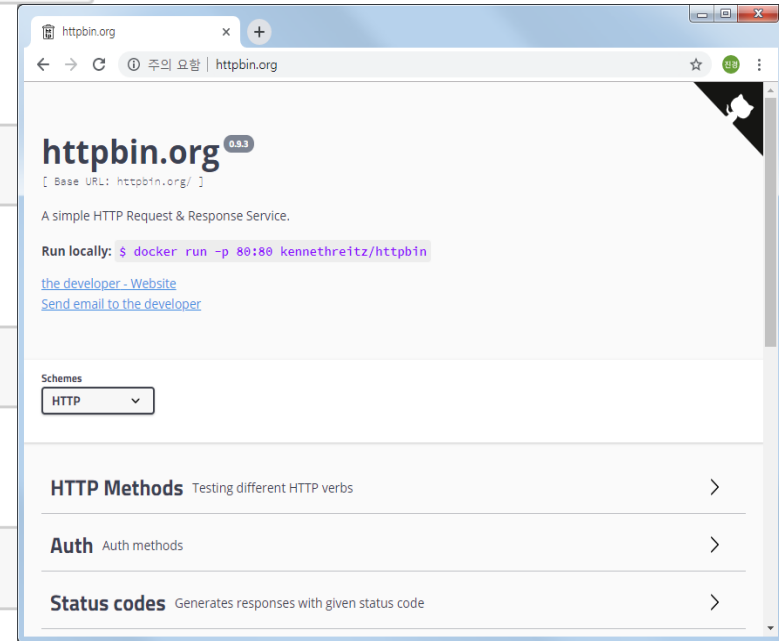 httpbin.org
주의 요함 httpbin.org
진경
httpbin.org 0.9.3
[ Base URL: httpbin.org/ ]
A simple HTTP Request & Response Service.
Run locally: $ docker run -p 80:80 kennethreitz/httpbin
the developer - Website
Send email to the developer
Schemes
HTTP
HTTP Methods Testing different HTTP verbs
Auth Auth methods
Status codes Generates responses with given status code